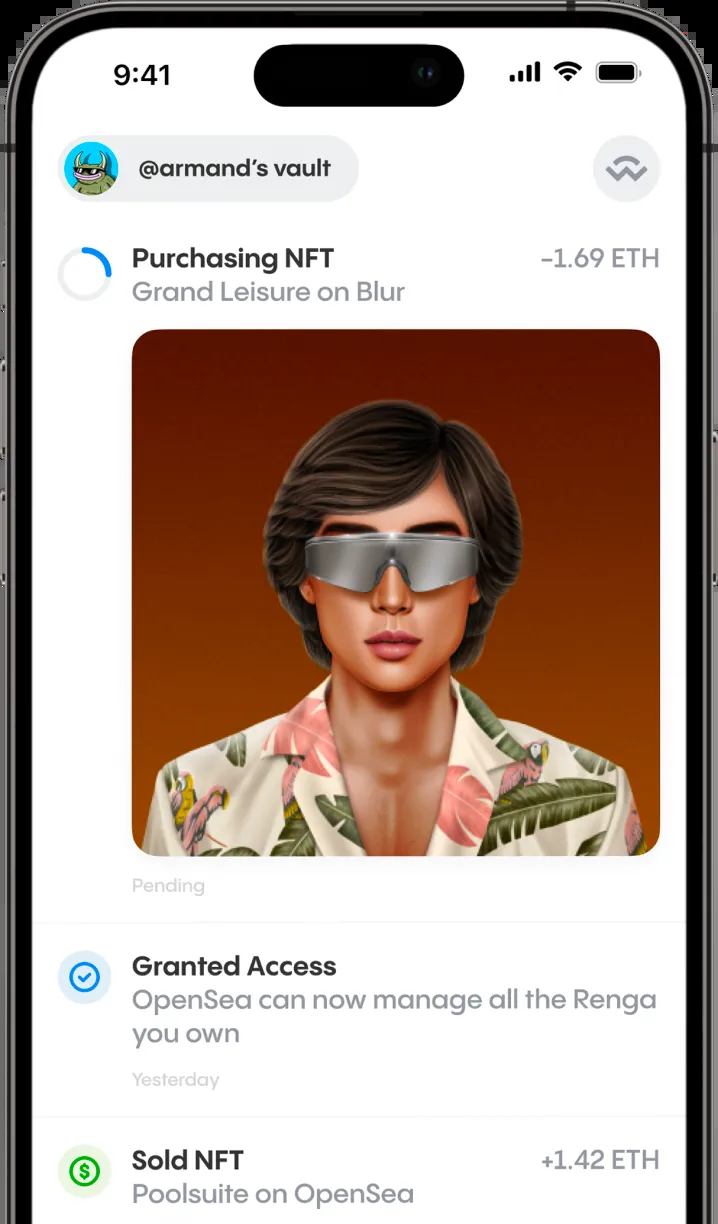 9:41
@armand’s vault
Purchasing NFT
−1.69 ETH
Grand Leisure on Blur
Pending
Granted Access
OpenSea can now manage all the Renga
you own
Yesterday
Sold NFT
+1.42 ETH
Poolsuite on OpenSea